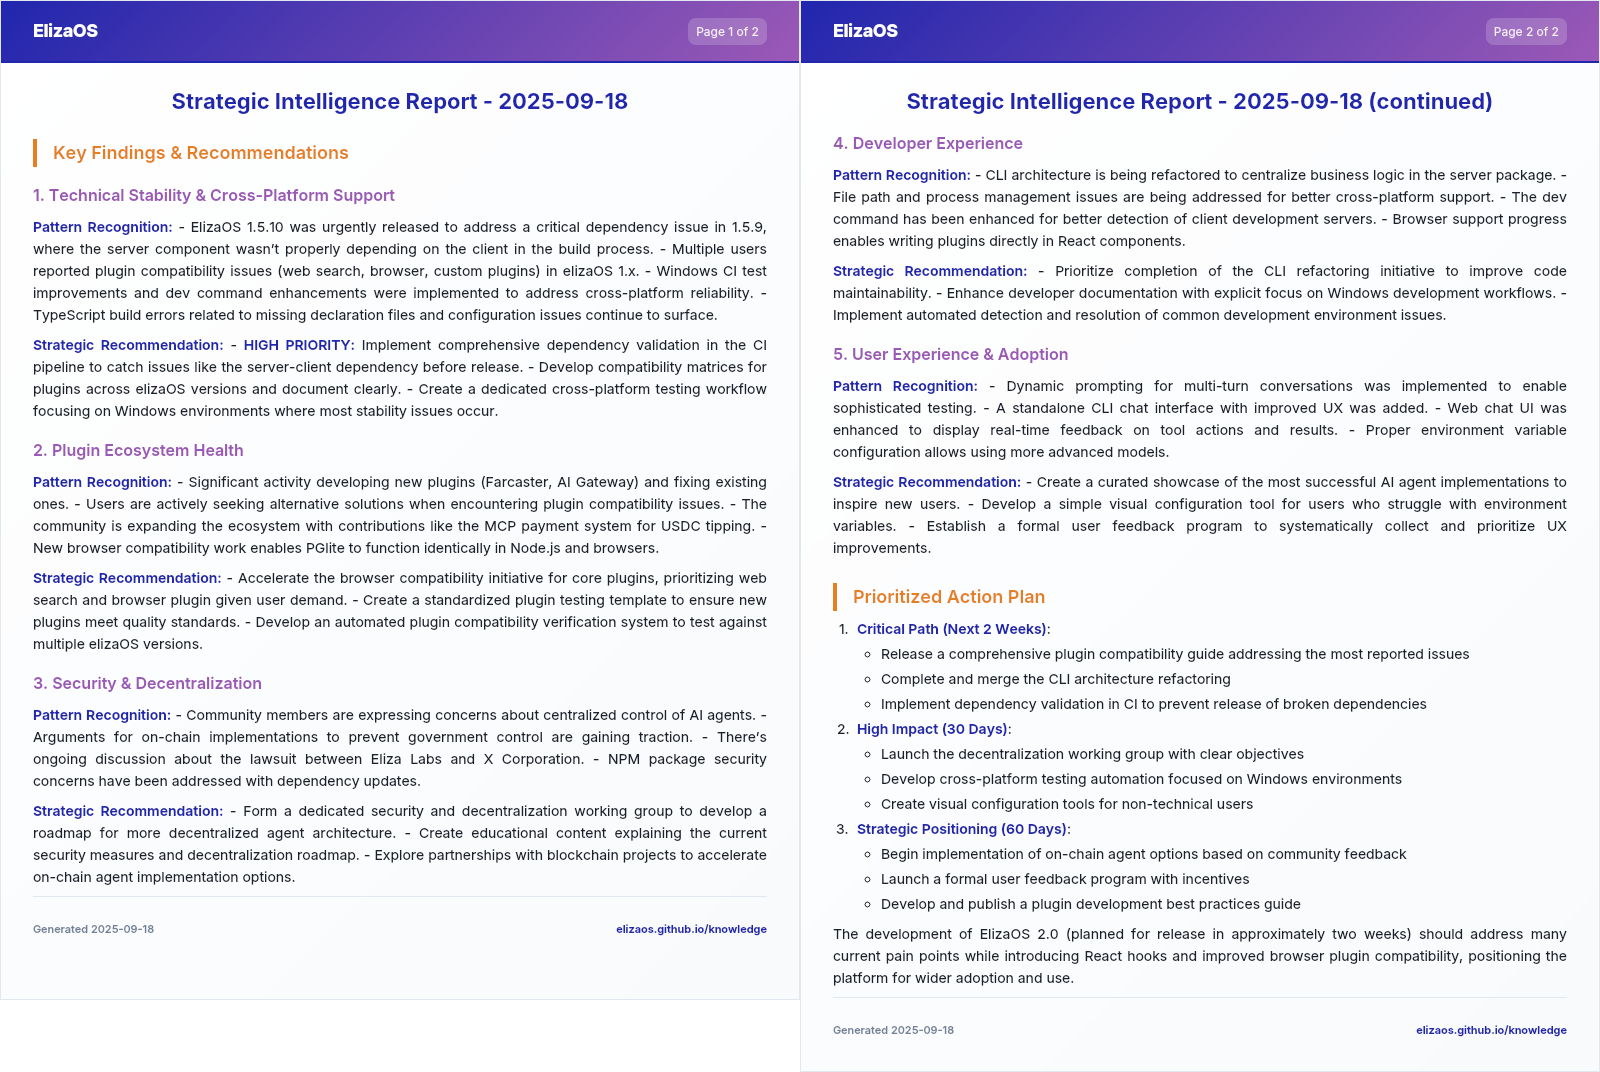 ElizaOS
Page 1 of 2
Strategic Intelligence Report - 2025-09-18
Key Findings & Recommendations
1. Technical Stability & Cross-Platform Support
Pattern Recognition: - ElizaOS 1.5.10 was urgently released to address a critical dependency issue in 1.5.9,
where the server component wasn't properly depending on the client in the build process. - Multiple users
reported plugin compatibility issues (web search, browser, custom plugins) in elizaOS 1.x. - Windows CI test
improvements and dev command enhancements were implemented to address cross-platform reliability. -
TypeScript build errors related to missing declaration files and configuration issues continue to surface.
Strategic Recommendation: - HIGH PRIORITY: Implement comprehensive dependency validation in the CI
pipeline to catch issues like the server-client dependency before release. - Develop compatibility matrices for
plugins across elizaOS versions and document clearly. - Create a dedicated cross-platform testing workflow
focusing on Windows environments where most stability issues occur.
2. Plugin Ecosystem Health
Pattern Recognition: - Significant activity developing new plugins (Farcaster, AI Gateway) and fixing existing
ones. - Users are actively seeking alternative solutions when encountering plugin compatibility issues. - The
community is expanding the ecosystem with contributions like the MCP payment system for USDC tipping. -
New browser compatibility work enables PGlite to function identically in Node.js and browsers.
Strategic Recommendation: - Accelerate the browser compatibility initiative for core plugins, prioritizing web
search and browser plugin given user demand. - Create a standardized plugin testing template to ensure new
plugins meet quality standards. - Develop an automated plugin compatibility verification system to test against
multiple elizaOS versions.
3. Security & Decentralization
Pattern Recognition: - Community members are expressing concerns about centralized control of AI agents. -
Arguments for on-chain implementations to prevent government control are gaining traction. - There's
ongoing discussion about the lawsuit between Eliza Labs and X Corporation. - NPM package security
concerns have been addressed with dependency updates.
Strategic Recommendation: - Form a dedicated security and decentralization working group to develop a
roadmap for more decentralized agent architecture. - Create educational content explaining the current
security measures and decentralization roadmap. - Explore partnerships with blockchain projects to accelerate
on-chain agent implementation options.
Generated 2025-09-18
elizaos.github.io/knowledge
ElizaOS
Page 2 of 2
Strategic Intelligence Report - 2025-09-18 (continued)
4. Developer Experience
Pattern Recognition: - CLI architecture is being refactored to centralize business logic in the server package. -
File path and process management issues are being addressed for better cross-platform support. - The dev
command has been enhanced for better detection of client development servers. - Browser support progress
enables writing plugins directly in React components.
Strategic Recommendation: - Prioritize completion of the CLI refactoring initiative to improve code
maintainability. - Enhance developer documentation with explicit focus on Windows development workflows. -
Implement automated detection and resolution of common development environment issues.
5. User Experience & Adoption
Pattern Recognition: - Dynamic prompting for multi-turn conversations was implemented to enable
sophisticated testing. - A standalone CLI chat interface with improved UX was added. - Web chat UI was
enhanced to display real-time feedback on tool actions and results. - Proper environment variable
configuration allows using more advanced models.
Strategic Recommendation: - Create a curated showcase of the most successful AI agent implementations to
inspire new users. - Develop a simple visual configuration tool for users who struggle with environment
variables. - Establish a formal user feedback program to systematically collect and prioritize UX
improvements.
Prioritized Action Plan
1. Critical Path (Next 2 Weeks):
◦ Release a comprehensive plugin compatibility guide addressing the most reported issues
◦ Complete and merge the CLI architecture refactoring
◦ Implement dependency validation in CI to prevent release of broken dependencies
2. High Impact (30 Days):
◦ Launch the decentralization working group with clear objectives
◦ Develop cross-platform testing automation focused on Windows environments
◦ Create visual configuration tools for non-technical users
3. Strategic Positioning (60 Days):
◦ Begin implementation of on-chain agent options based on community feedback
◦ Launch a formal user feedback program with incentives
◦ Develop and publish a plugin development best practices guide
The development of ElizaOS 2.0 (planned for release in approximately two weeks) should address many
current pain points while introducing React hooks and improved browser plugin compatibility, positioning the
platform for wider adoption and use.
Generated 2025-09-18
elizaos.github.io/knowledge